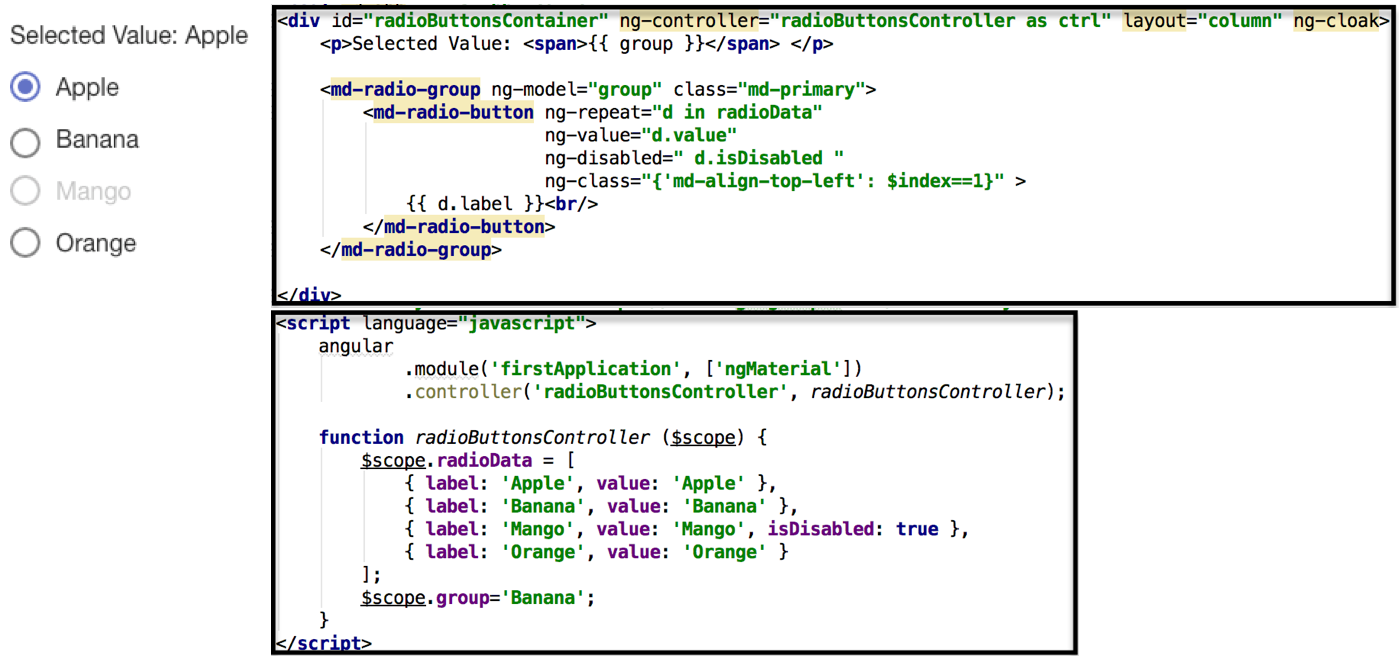 Selected Value: Apple
Apple
Banana
Mango
Orange
<div id="radioButtonsContainer" ng-controller="radioButtonsController as ctrl" layout="column" ng-cloak>
<p>Selected Value: <span>{{ group }}</span> </p>
<md-radio-group ng-model="group" class="md-primary">
<md-radio-button ng-repeat="d in radioData"
ng-value="d.value"
ng-disabled=" d.isDisabled "
ng-class="{'md-align-top-left': $index==1}" >
{{ d.label }}<br/>
</md-radio-button>
</md-radio-group>
</div>
<script language="javascript">
angular
.module('firstApplication', ['ngMaterial'])
.controller('radioButtonsController', radioButtonsController);
function radioButtonsController ($scope) {
$scope.radioData = [
{ label: 'Apple', value: 'Apple' },
{ label: 'Banana', value: 'Banana' },
{ label: 'Mango', value: 'Mango', isDisabled: true },
{ label: 'Orange', value: 'Orange' }
];
$scope.group='Banana';
}
</script>